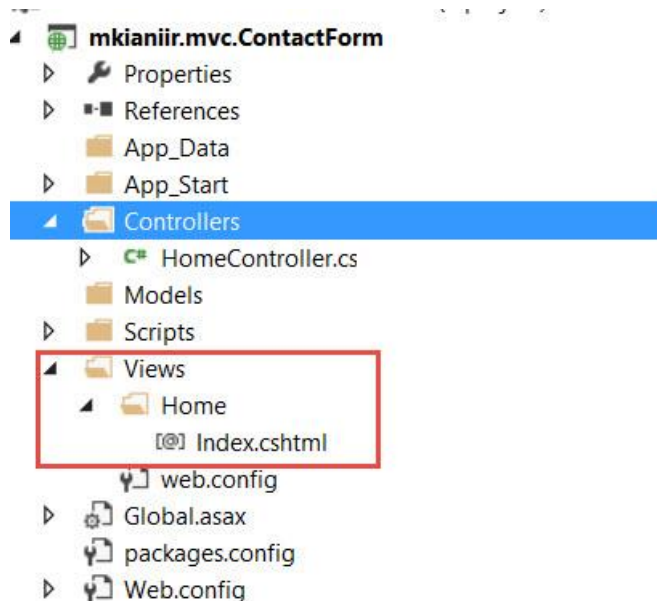 mkianiir.mvc.ContactForm
Properties
References
App_Data
App_Start
Controllers
C# HomeController.cs
Models
Scripts
Views
Home
[@] Index.cshtml
web.config
Global.asax
packages.config
Web.config